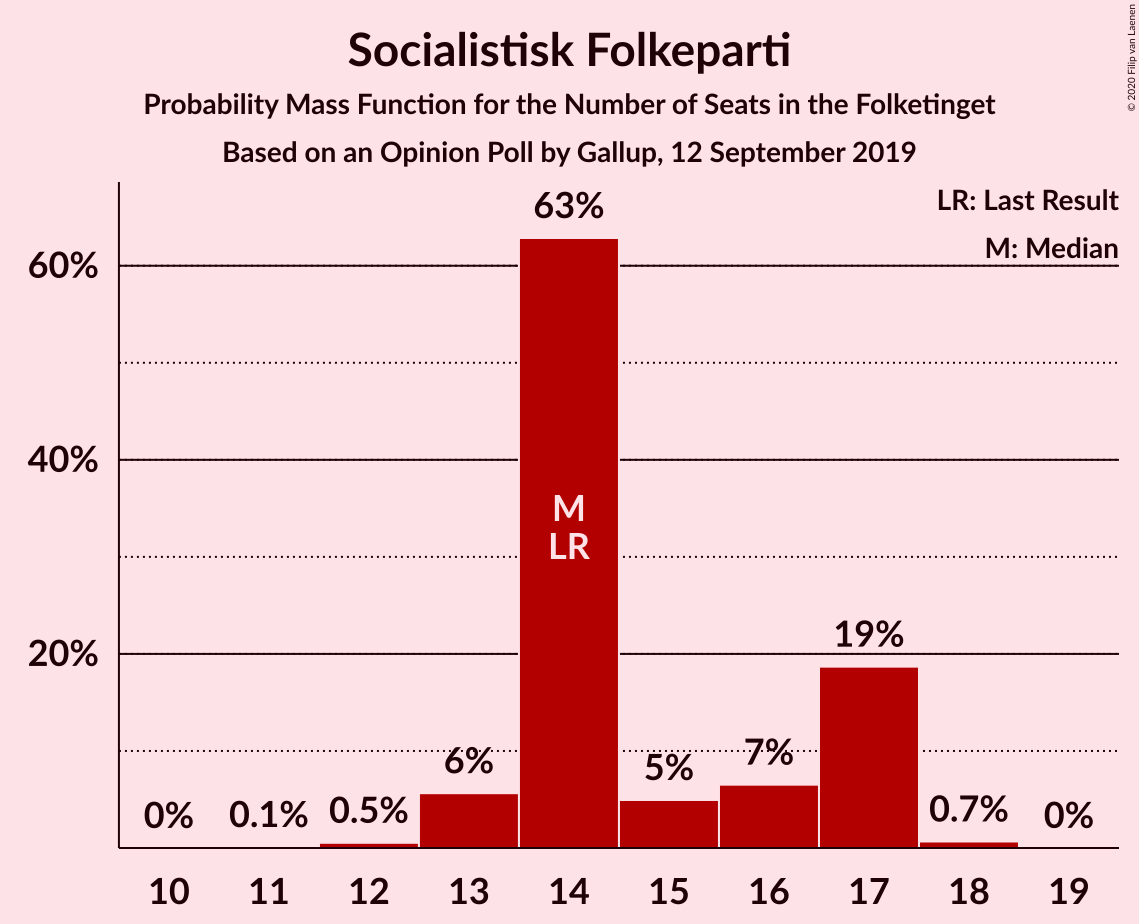 Socialistisk Folkeparti
Probability Mass Function for the Number of Seats in the Folketinget
Based on an Opinion Poll by Gallup, 12 September 2019
© 2020 Filip van Laenen
LR: Last Result
M: Median
60%
40%
20%
0%
0.1%
0.5%
6%
63%
5%
7%
19%
0.7%
0%
M
LR
10
11
12
13
14
15
16
17
18
19